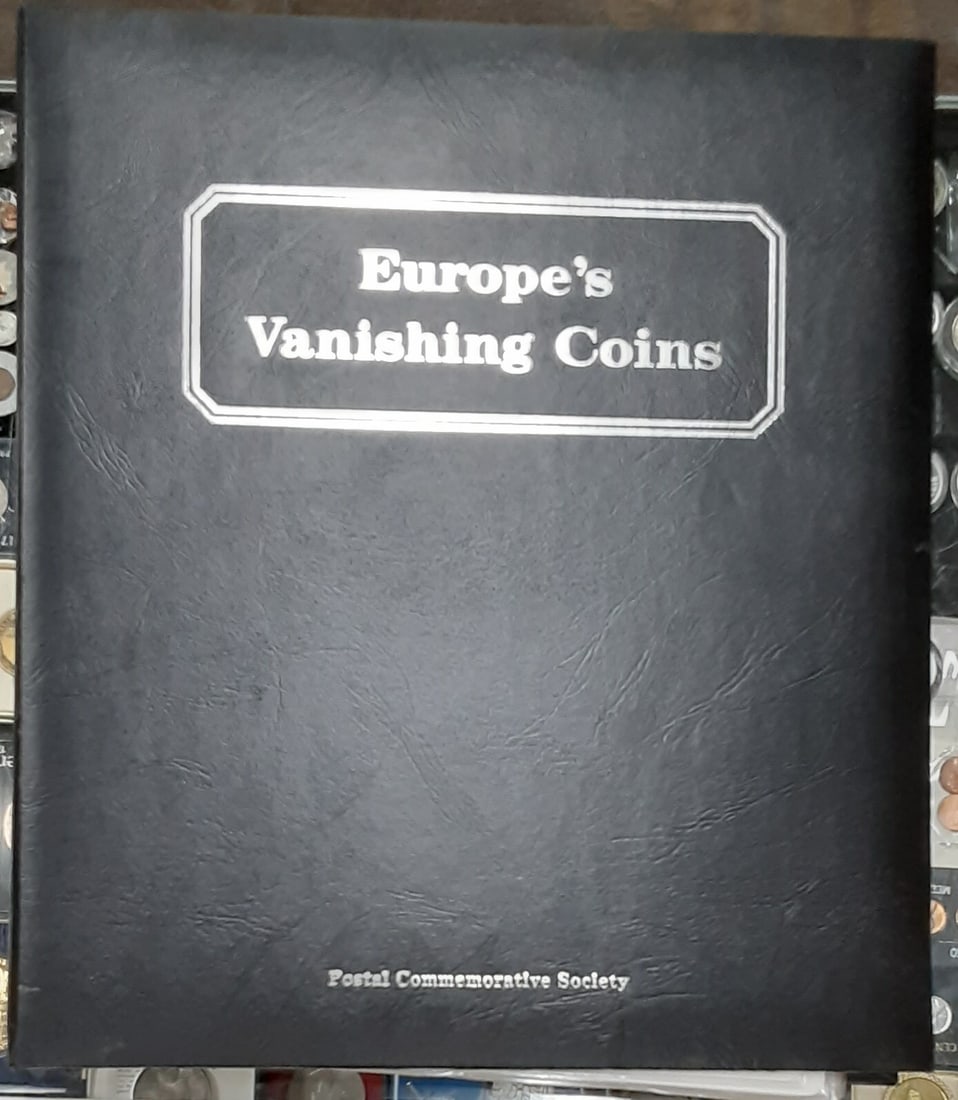 Europe's
Vanishing Coins
Postal Commemorative Society